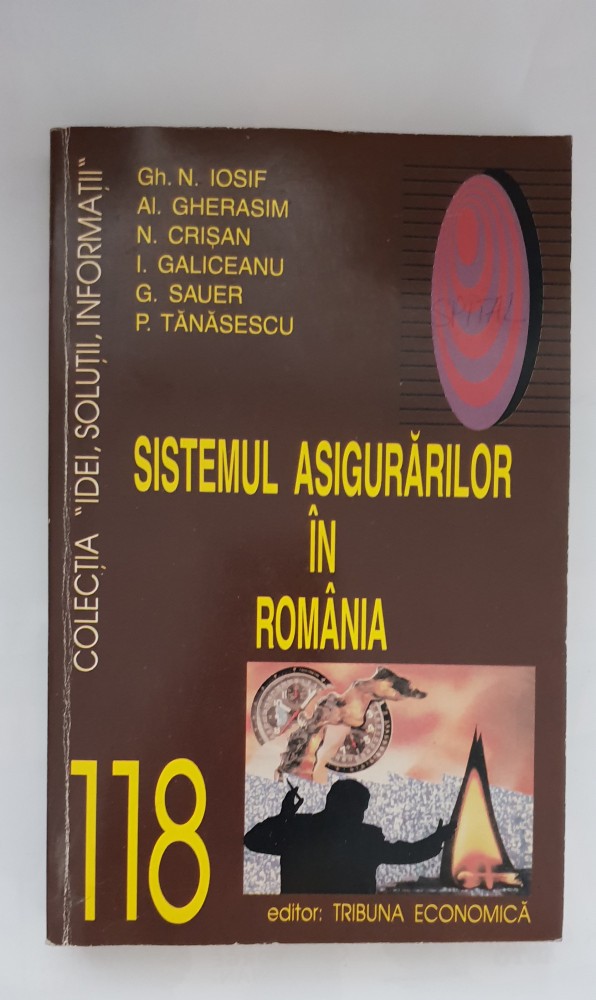 Gh. N. IOSIF
Al. GHERASIM
N. CRIȘAN
I. GALICEANU
G. SAUER
P. TĂNĂSESCU
SPITAL
COLECȚIA "IDEI, SOLUȚII, INFORMAȚII"
SISTEMUL ASIGURĂRILOR
ÎN
ROMÂNIA
118
editor: TRIBUNA ECONOMICĂ